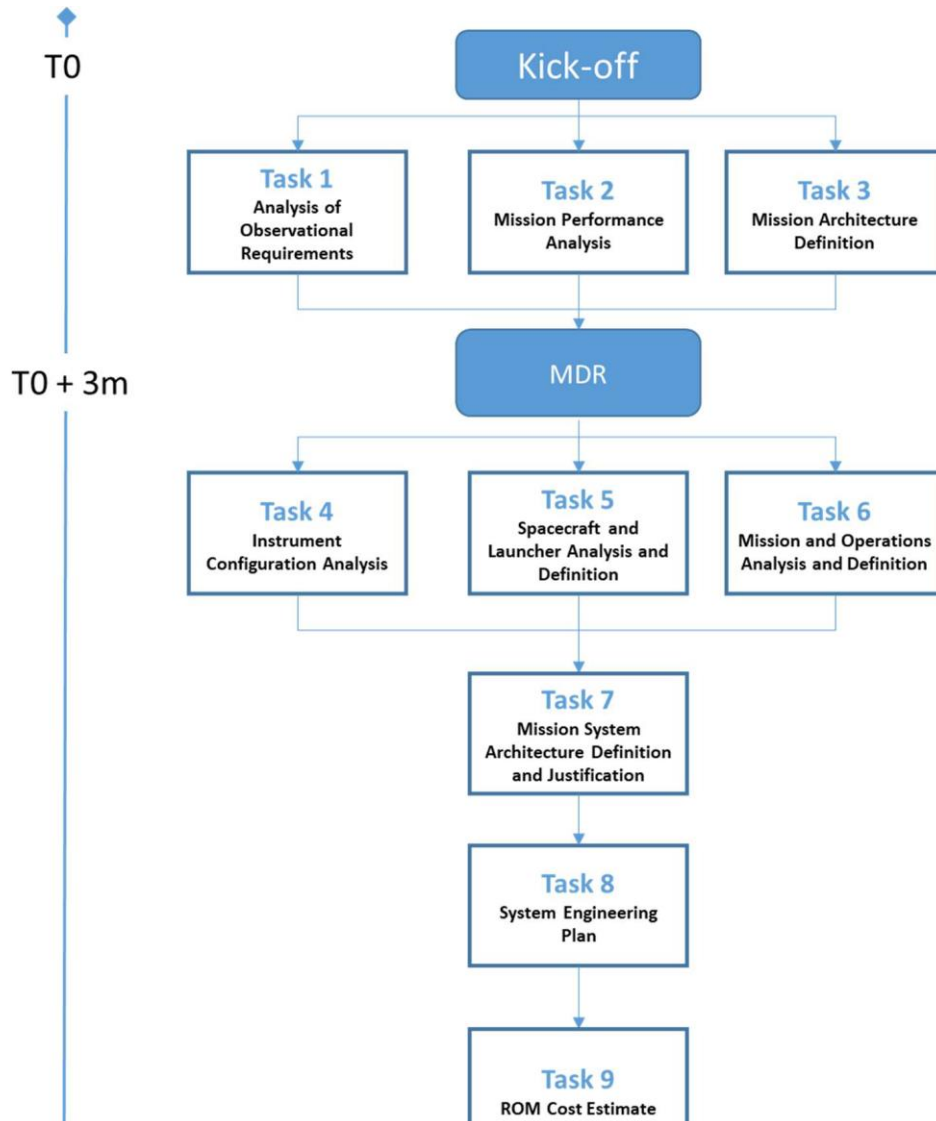 T0
Kick-off
Task 1
Analysis of
Observational
Requirements
Task 2
Mission Performance
Analysis
Task 3
Mission Architecture
Definition
T0 + 3m
MDR
Task 4
Instrument
Configuration Analysis
Task 5
Spacecraft and
Launcher Analysis and
Definition
Task 6
Mission and Operations
Analysis and Definition
Task 7
Mission System
Architecture Definition
and Justification
Task 8
System Engineering
Plan
Task 9
ROM Cost Estimate